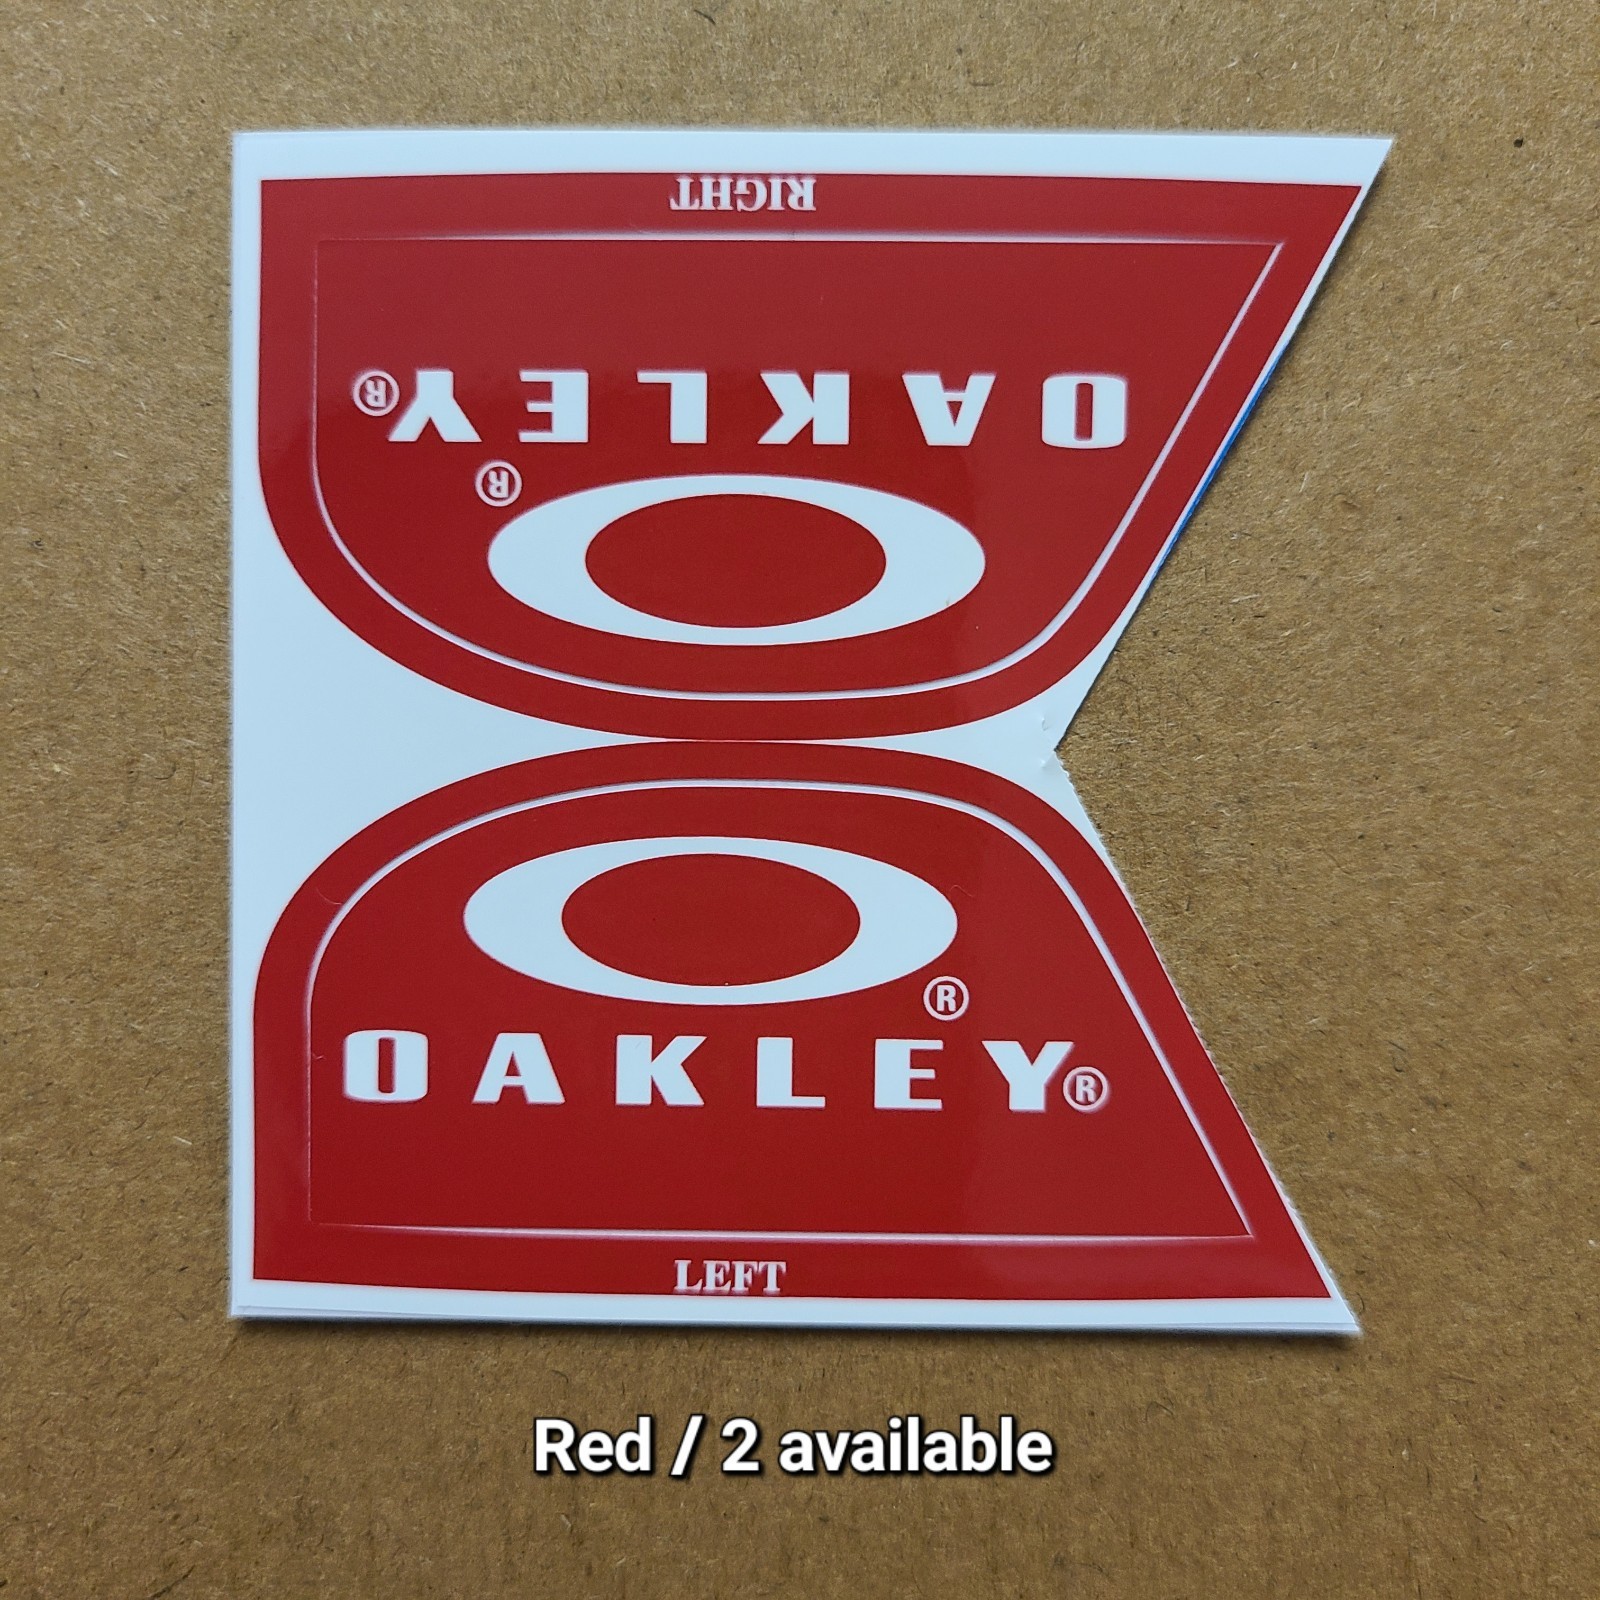 RIGHT
OAKLEY®
®
®
OAKLEY®
LEFT
Red / 2 available